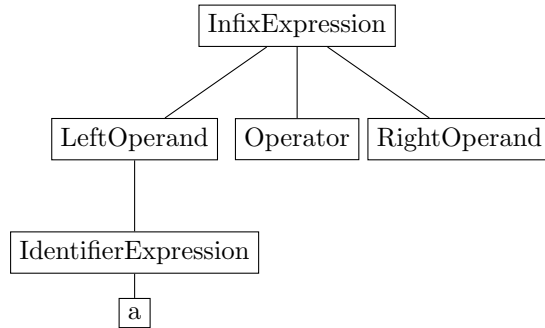 InfixExpression
LeftOperand Operator RightOperand
IdentifierExpression
a